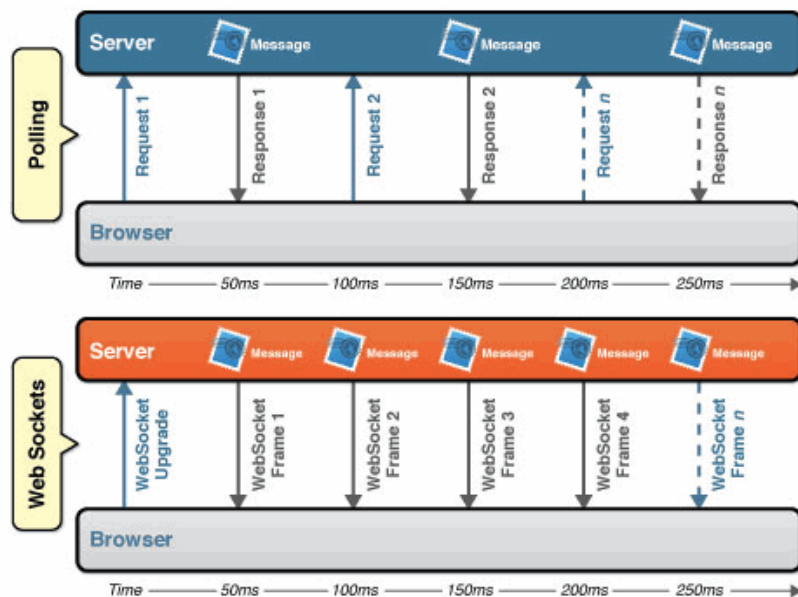 Polling
Server
Message
Message
Message
Request 1
Response 1
Request 2
Response 2
Request n
Response n
Browser
Time 50ms 100ms 150ms 200ms 250ms
Web Sockets
Server
Message
Message
Message
Message
Message
WebSocket
Upgrade
WebSocket
Frame 1
WebSocket
Frame 2
WebSocket
Frame 3
WebSocket
Frame 4
WebSocket
Frame n
Browser
Time 50ms 100ms 150ms 200ms 250ms